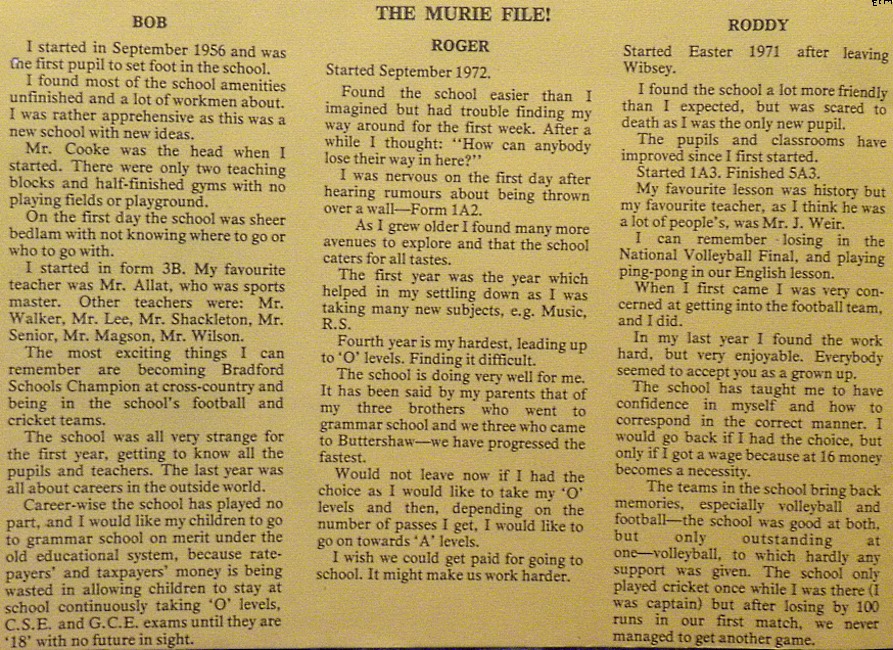 THE MURIE FILE!
BOB
I started in September 1956 and was
the first pupil to set foot in the school.
I found most of the school amenities
unfinished and a lot of workmen about.
I was rather apprehensive as this was a
new school with new ideas.
Mr. Cooke was the head when I
started. There were only two teaching
blocks and half-finished gyms with no
playing fields or playground.
On the first day the school was sheer
bedlam with not knowing where to go or
who to go with.
I started in form 3B. My favourite
teacher was Mr. Allat, who was sports
master. Other teachers were: Mr.
Walker, Mr. Lee, Mr. Shackleton, Mr.
Senior, Mr. Magson, Mr. Wilson.
The most exciting things I can
remember are becoming Bradford
Schools Champion at cross-country and
being in the school's football and
cricket teams.
The school was all very strange for
the first year, getting to know all the
pupils and teachers. The last year was
all about careers in the outside world.
Career-wise the school has played no
part, and I would like my children to go
to grammar school on merit under the
old educational system, because rate-
payers' and taxpayers' money is being
wasted in allowing children to stay at
school continuously taking 'O' levels,
C.S.E. and G.C.E. exams until they are
'18' with no future in sight.
ROGER
Started September 1972.
Found the school easier than I
imagined but had trouble finding my
way around for the first week. After a
while I thought: "How can anybody
lose their way in here?"
I was nervous on the first day after
hearing rumours about being thrown
over a wall—Form 1A2.
As I grew older I found many more
avenues to explore and that the school
caters for all tastes.
The first year was the year which
helped in my settling down as I was
taking many new subjects, e.g. Music,
R.S.
Fourth year is my hardest, leading up
to 'O' levels. Finding it difficult.
The school is doing very well for me.
It has been said by my parents that of
my three brothers who went to
grammar school and we three who came
to Buttershaw—we have progressed the
fastest.
Would not leave now if I had the
choice as I would like to take my 'O'
levels and then, depending on the
number of passes I get, I would like to
go on towards 'A' levels.
I wish we could get paid for going to
school. It might make us work harder.
RODDY
Started Easter 1971 after leaving
Wibsey.
I found the school a lot more friendly
than I expected, but was scared to
death as I was the only new pupil.
The pupils and classrooms have
improved since I first started.
Started 1A3. Finished 5A3.
My favourite lesson was history but
my favourite teacher, as I think he was
a lot of people's, was Mr. J. Weir.
I can remember losing in the
National Volleyball Final, and playing
ping-pong in our English lesson.
When I first came I was very con-
cerned at getting into the football team,
and I did.
In my last year I found the work
hard, but very enjoyable. Everybody
seemed to accept you as a grown up.
The school has taught me to have
confidence in myself and how to
correspond in the correct manner. I
would go back if I had the choice, but
only if I got a wage because at 16 money
becomes a necessity.
The teams in the school bring back
memories, especially volleyball and
football—the school was good at both,
but only outstanding at
one—volleyball, to which hardly any
support was given. The school only
played cricket once while I was there (I
was captain) but after losing by 100
runs in our first match, we never
managed to get another game.